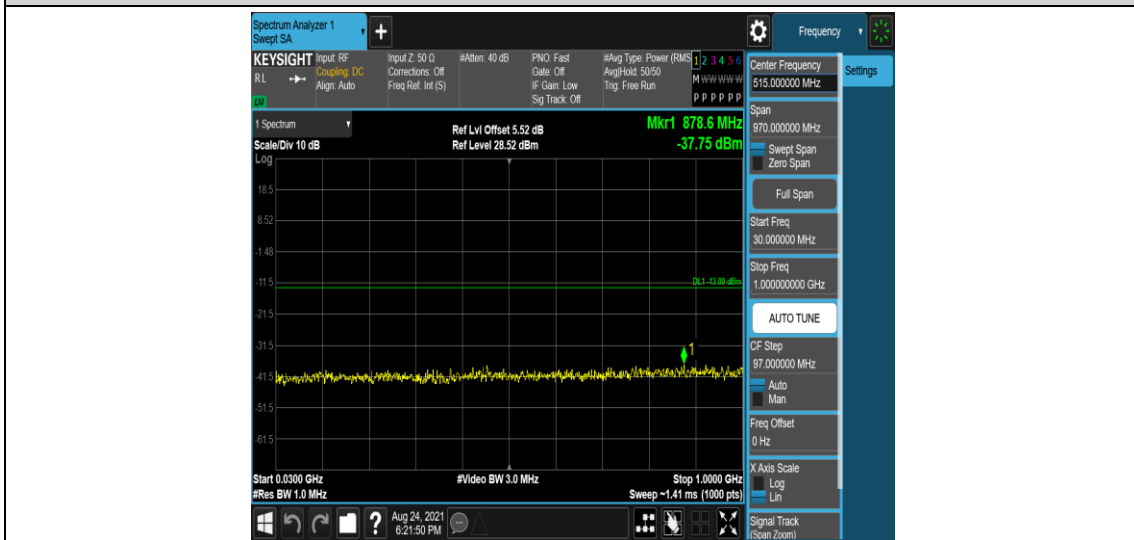 Spectrum Analyzer 1
Swept SA
Frequency
KEYSIGHT
RL
LXI
Input: RF
Coupling: DC
Align: Auto
Input Z: 50 Ω
Corrections: Off
Freq Ref: Int (S)
#Atten: 40 dB
PNO: Fast
Gate: Off
IF Gain: Low
Sig Track: Off
#Avg Type: Power (RMS
Avg|Hold: 50/50
Trig: Free Run
1 2 3 4 5 6
M W W W W W
P P P P P P
1 Spectrum
Scale/Div 10 dB
Log
Ref Lvl Offset 5.52 dB
Ref Level 28.52 dBm
Mkr1 878.6 MHz
-37.75 dBm
18.5
8.52
-1.48
-11.5
DL1 -13.00 dBm
-21.5
-31.5
1
-41.5
-51.5
-61.5
Start 0.0300 GHz
#Res BW 1.0 MHz
#Video BW 3.0 MHz
Stop 1.0000 GHz
Sweep ~1.41 ms (1000 pts)
?
Aug 24, 2021
6:21:50 PM
Center Frequency
515.000000 MHz
Settings
Span
970.000000 MHz
Swept Span
Zero Span
Full Span
Start Freq
30.000000 MHz
Stop Freq
1.000000000 GHz
AUTO TUNE
CF Step
97.000000 MHz
Auto
Man
Freq Offset
0 Hz
X Axis Scale
Log
Lin
Signal Track
(Span Zoom)